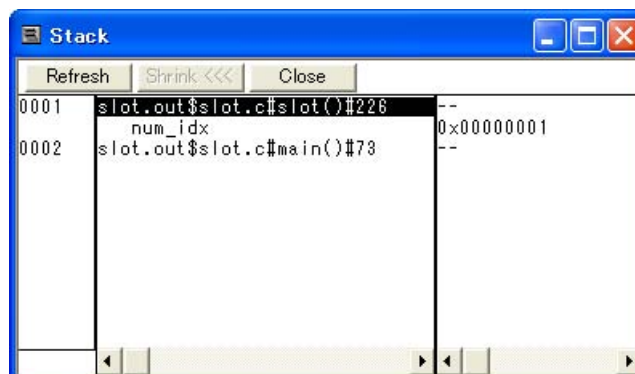 Stack
Refresh Shrink <<< Close
0001 slot.out$slot.c#slot()#226 --
num_idx 0x00000001
0002 slot.out$slot.c#main()#73 --